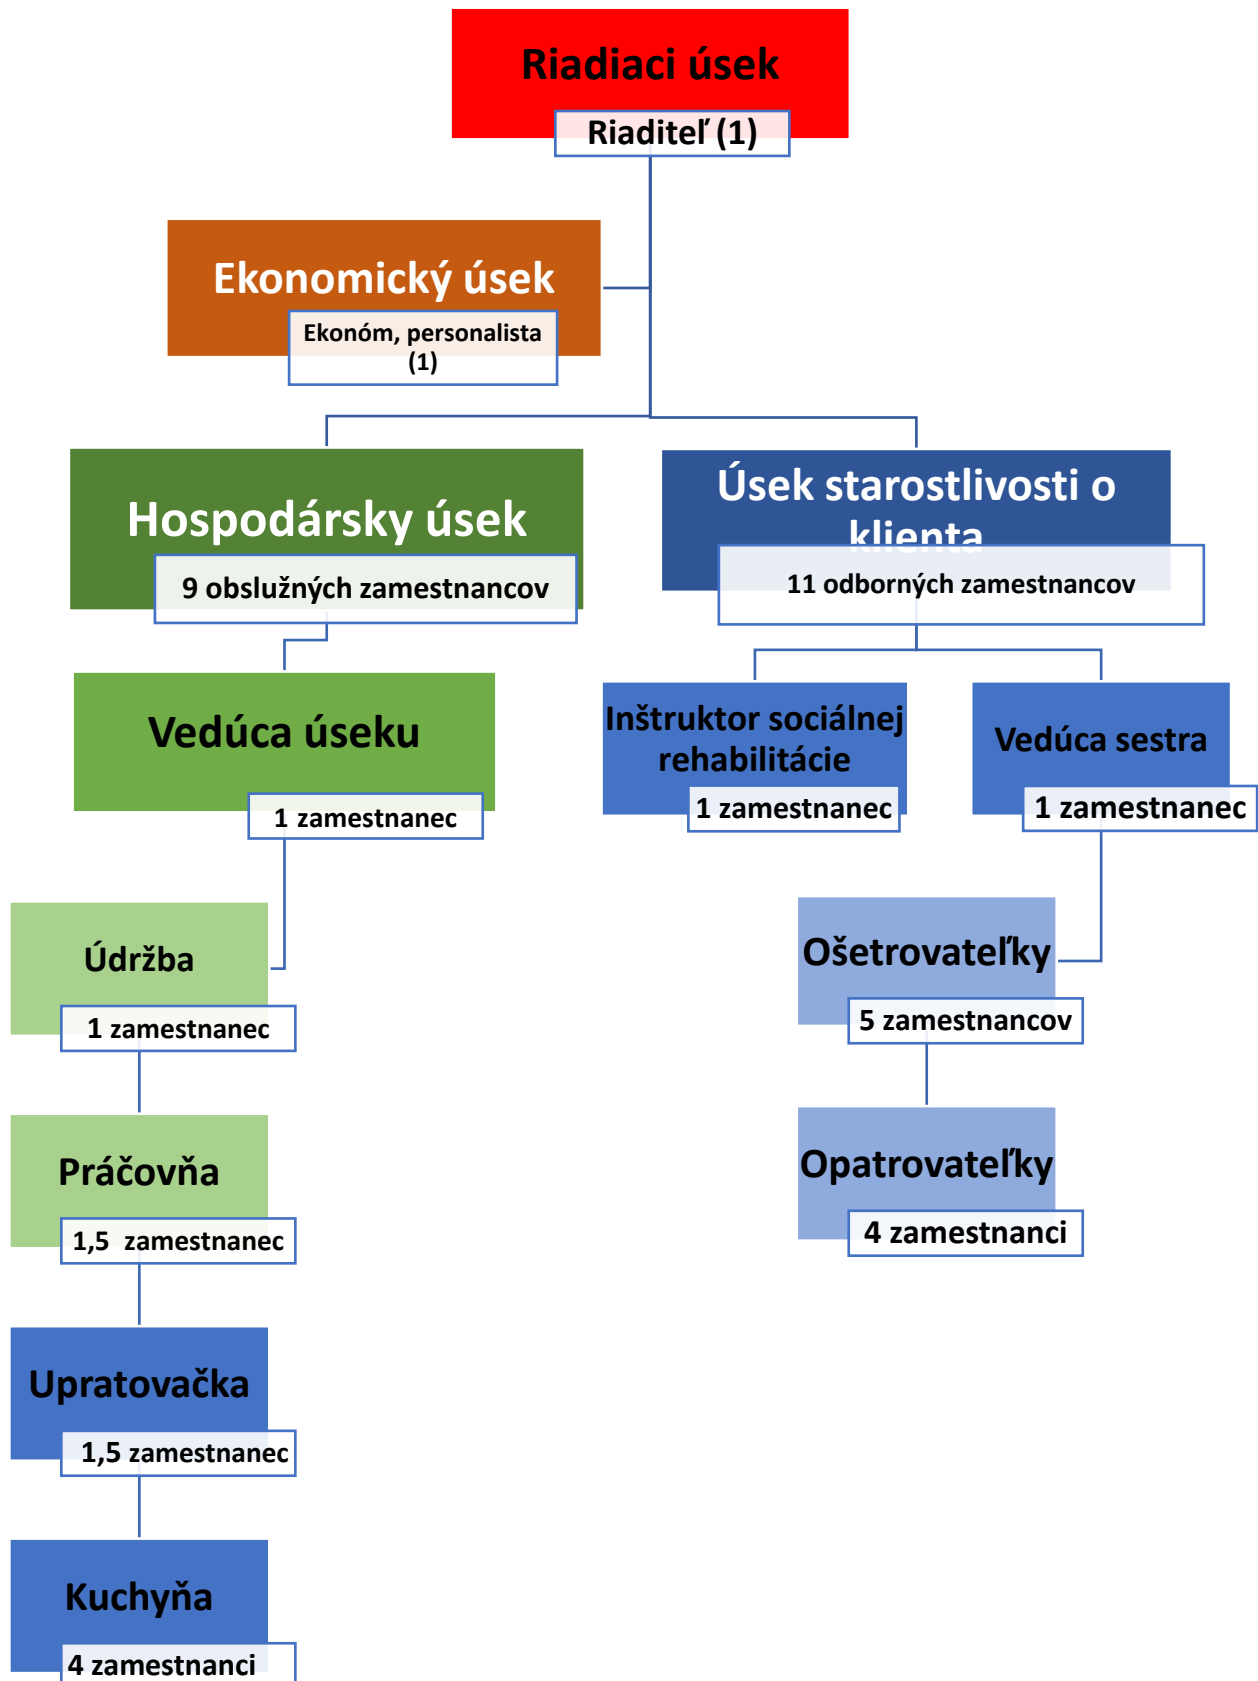 Riadiaci úsek
Riaditeľ (1)
Ekonomický úsek
Ekonóm, personalista
(1)
Hospodársky úsek
9 obslužných zamestnancov
Úsek starostlivosti o
klienta
11 odborných zamestnancov
Vedúca úseku
1 zamestnanec
Inštruktor sociálnej
rehabilitácie
1 zamestnanec
Vedúca sestra
1 zamestnanec
Údržba
1 zamestnanec
Ošetrovateľky
5 zamestnancov
Práčovňa
1,5 zamestnanec
Opatrovateľky
4 zamestnanci
Upratovačka
1,5 zamestnanec
Kuchyňa
4 zamestnanci